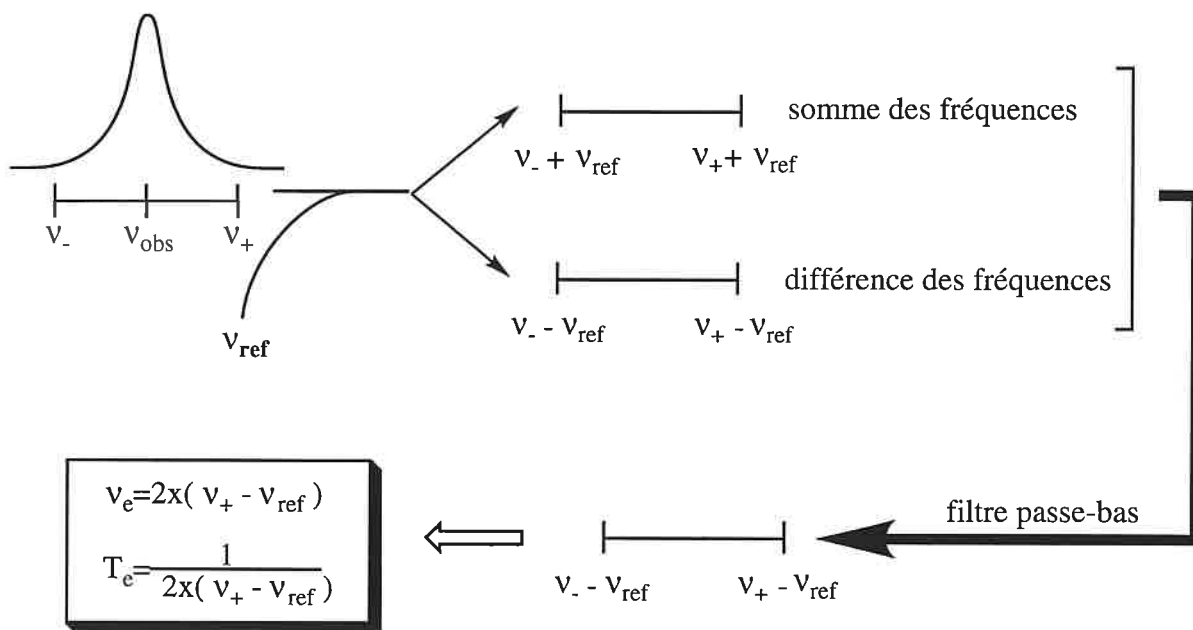 somme des fréquences
ν₋ + ν_ref ν₊ + ν_ref
ν₋ ν_obs ν₊
différence des fréquences
ν_ref
ν₋ - ν_ref ν₊ - ν_ref
ν_e=2x( ν₊ - ν_ref )
filtre passe-bas
T_e= 1
2x( ν₊ - ν_ref )
ν₋ - ν_ref ν₊ - ν_ref